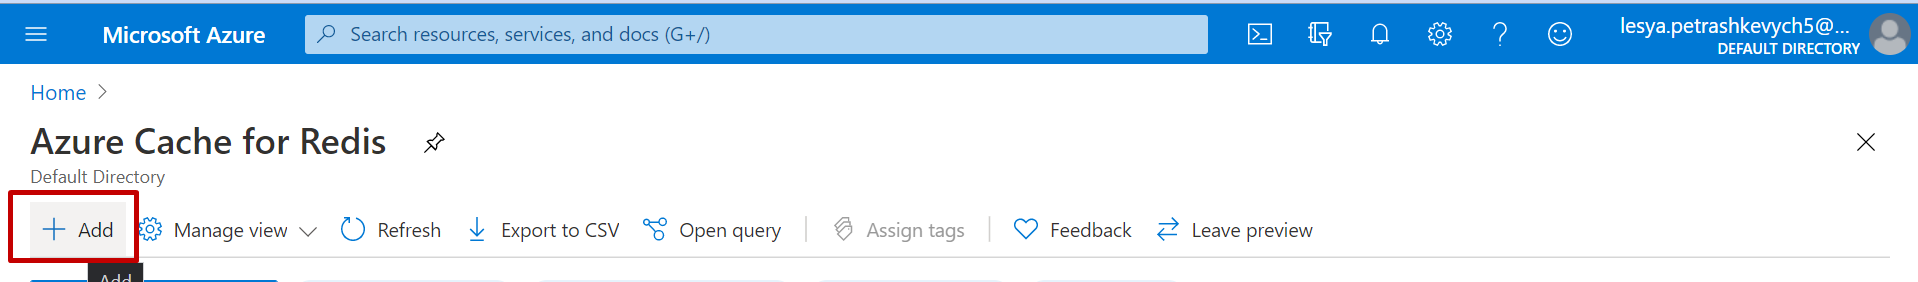 Microsoft Azure
Search resources, services, and docs (G+/)
lesya.petrashkevych5@...
DEFAULT DIRECTORY
Home
Azure Cache for Redis
Default Directory
Add Manage view Refresh Export to CSV Open query Assign tags Feedback Leave preview
Add